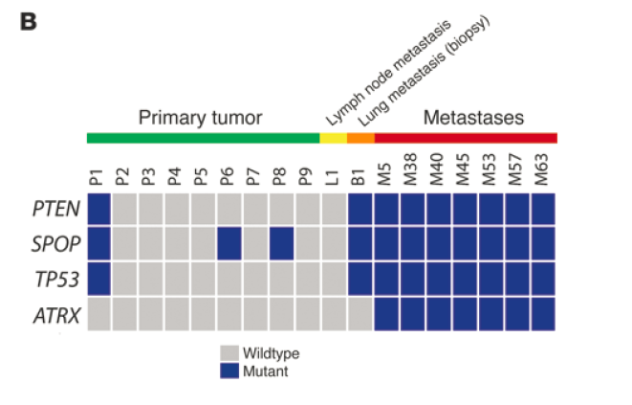 B
Lymph node metastasis
Lung metastasis (biopsy)
Primary tumor
Metastases
P1 P2 P3 P4 P5 P6 P7 P8 P9 L1 B1 M5 M38 M40 M45 M53 M57 M63
PTEN
SPOP
TP53
ATRX
Wildtype
Mutant